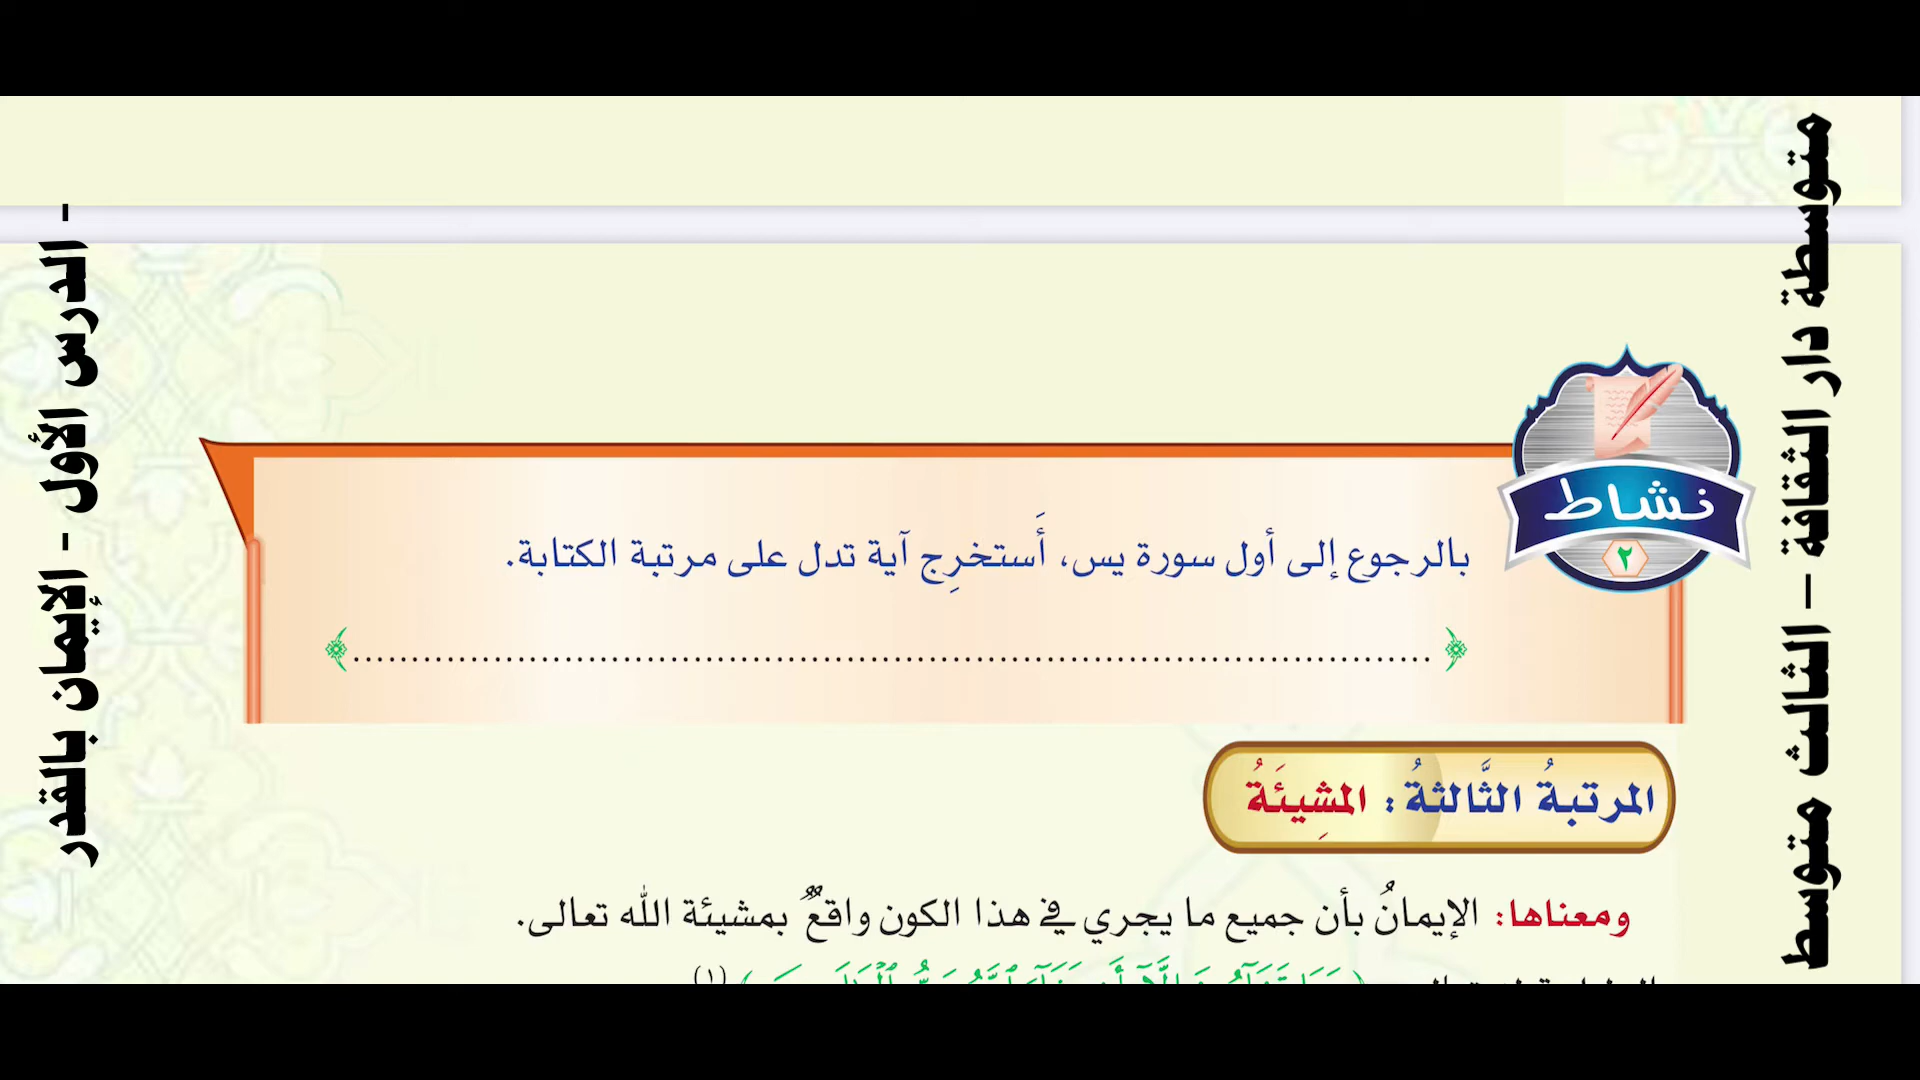 متوسطة دار الثقافة – الثالث متوسط
نشاط
٢
بالرجوع إلى أول سورة يس، أَستخرِج آية تدل على مرتبة الكتابة.
﴿ ........................................................................ ﴾
المرتبةُ الثَّالثةُ : المشِيئَةُ
ومعناها: الإيمانُ بأن جميع ما يجري في هذا الكون واقعٌ بمشيئة الله تعالى.
- الدرس الأول - الإيمان بالقدر